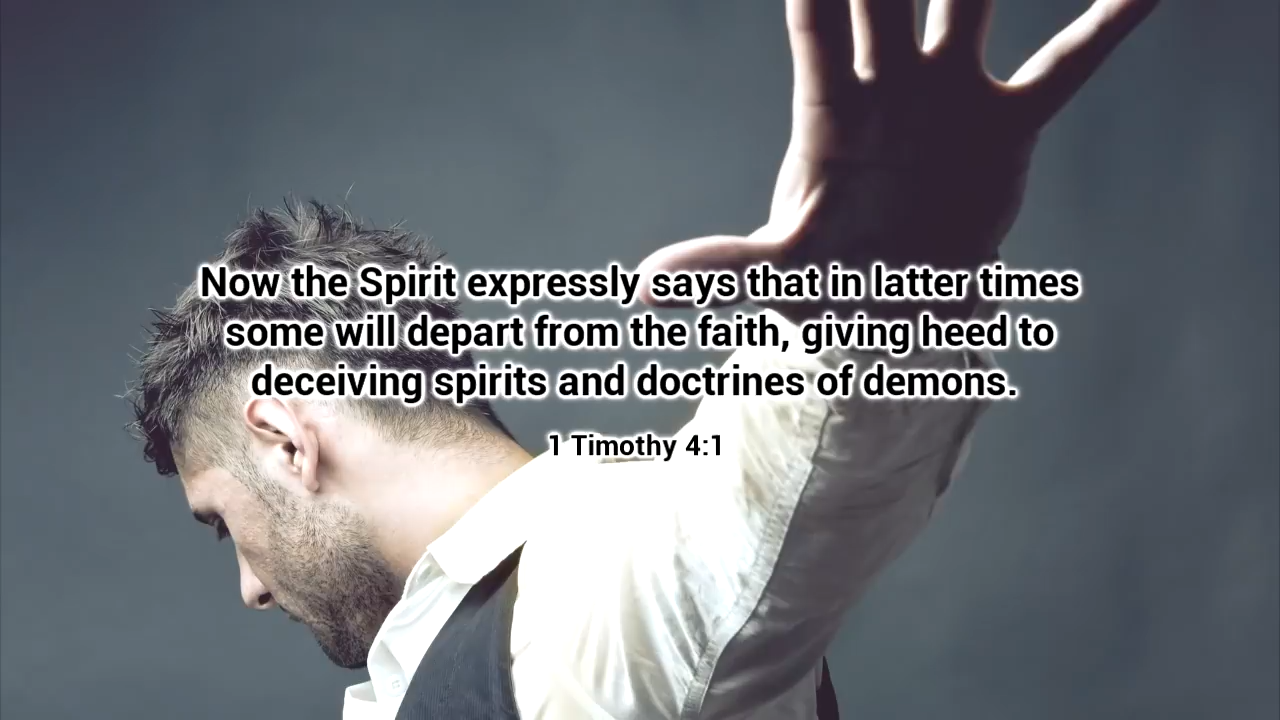 Now the Spirit expressly says that in latter times
some will depart from the faith, giving heed to
deceiving spirits and doctrines of demons.
1 Timothy 4:1